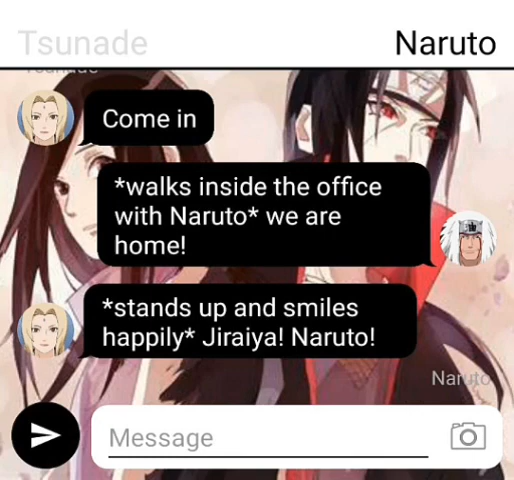 Tsunade Naruto
Tsunade
Come in
*walks inside the office
with Naruto* we are
home!
*stands up and smiles
happily* Jiraiya! Naruto!
Naruto
Message